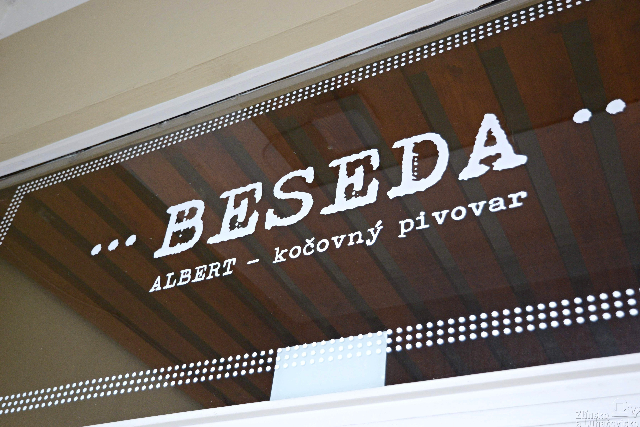 ...BESEDA..
ALBERT - kočovný pivovar